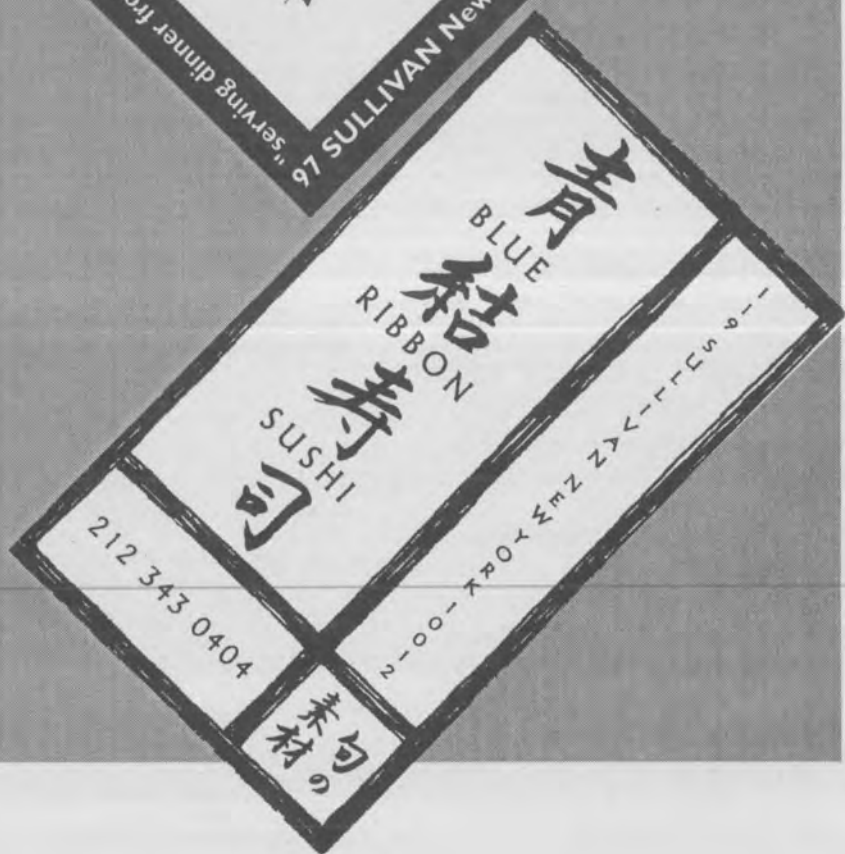 "serving dinner fro
97 SULLIVAN New
青
BLUE
結
RIBBON
寿
SUSHI
司
119 SULLIVAN NEW YORK 10012
212 343 0404
旬の
素材